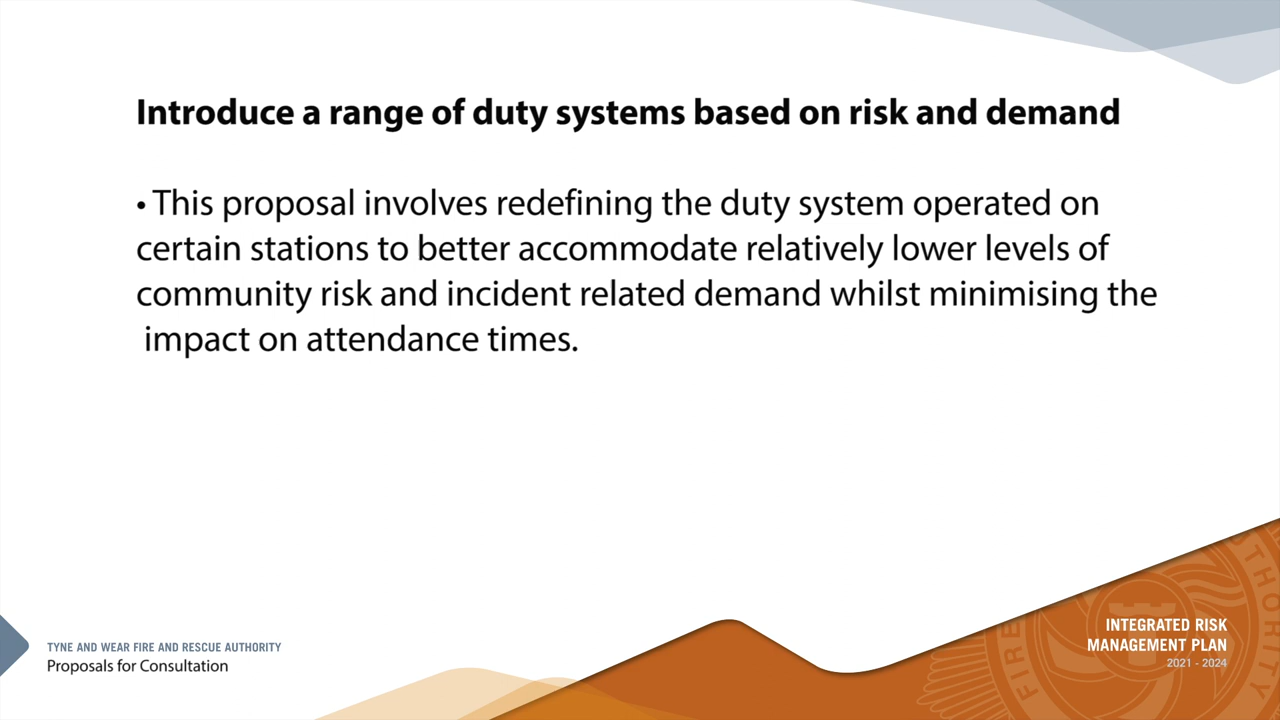 Introduce a range of duty systems based on risk and demand
• This proposal involves redefining the duty system operated on
certain stations to better accommodate relatively lower levels of
community risk and incident related demand whilst minimising the
impact on attendance times.
TYNE AND WEAR FIRE AND RESCUE AUTHORITY
Proposals for Consultation
INTEGRATED RISK
MANAGEMENT PLAN
2021 - 2024
FIRE